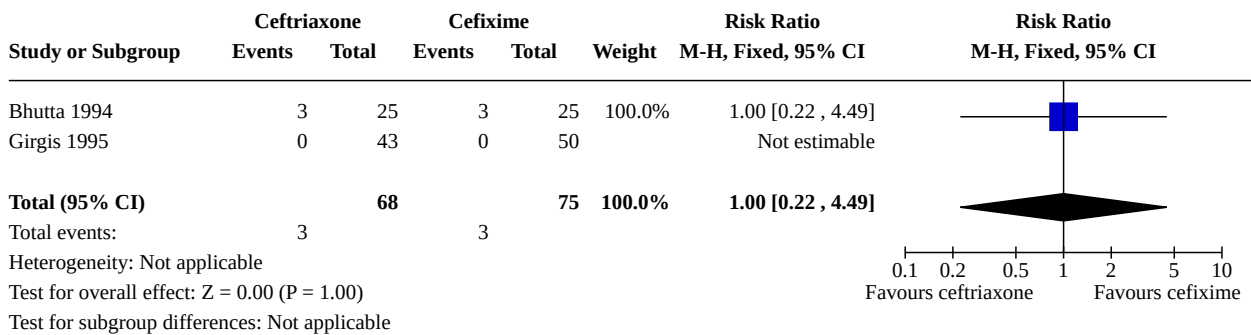 Ceftriaxone Cefixime Risk Ratio Risk Ratio
Study or Subgroup Events Total Events Total Weight M-H, Fixed, 95% CI M-H, Fixed, 95% CI
Bhutta 1994 3 25 3 25 100.0% 1.00 [0.22 , 4.49]
Girgis 1995 0 43 0 50 Not estimable
Total (95% CI) 68 75 100.0% 1.00 [0.22 , 4.49]
Total events: 3 3
Heterogeneity: Not applicable
0.1 0.2 0.5 1 2 5 10
Test for overall effect: Z = 0.00 (P = 1.00)
Favours ceftriaxone Favours cefixime
Test for subgroup differences: Not applicable